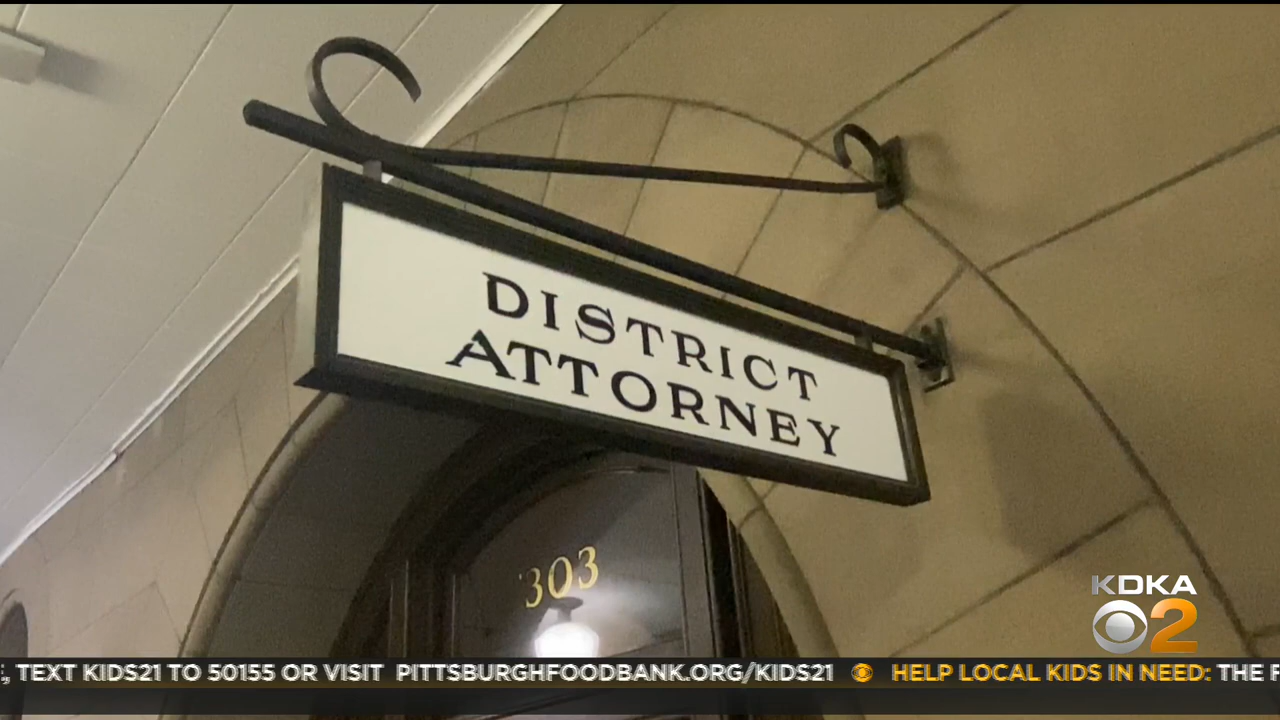 DISTRICT
ATTORNEY
303
KDKA
2
, TEXT KIDS21 TO 50155 OR VISIT PITTSBURGHFOODBANK.ORG/KIDS21 HELP LOCAL KIDS IN NEED: THE